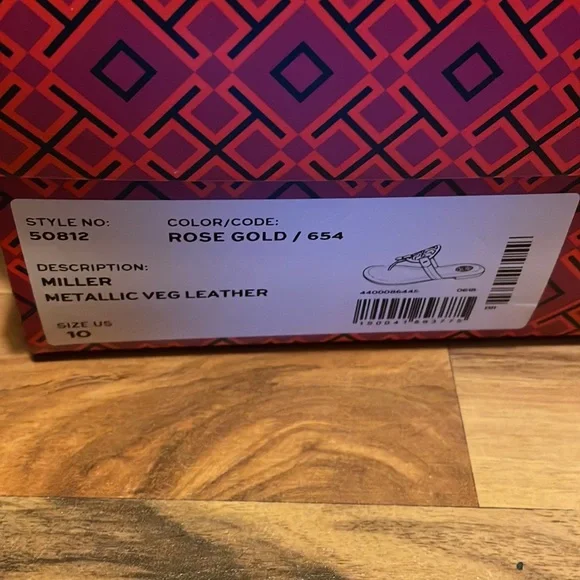 STYLE NO:
50812
COLOR/CODE:
ROSE GOLD / 654
DESCRIPTION:
MILLER
METALLIC VEG LEATHER
SIZE US
10